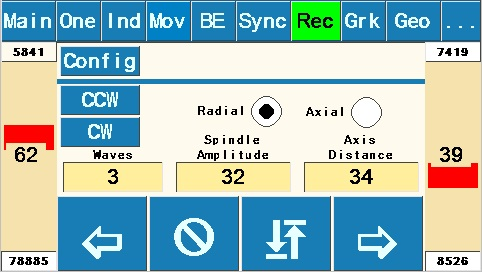 Main One Ind Mov BE Sync Rec Grk Geo ...
5841 7419
Config
CCW
Radial Axial
CW
Spindle Axis
Waves Amplitude Distance
62 39
3 32 34
78885 8526